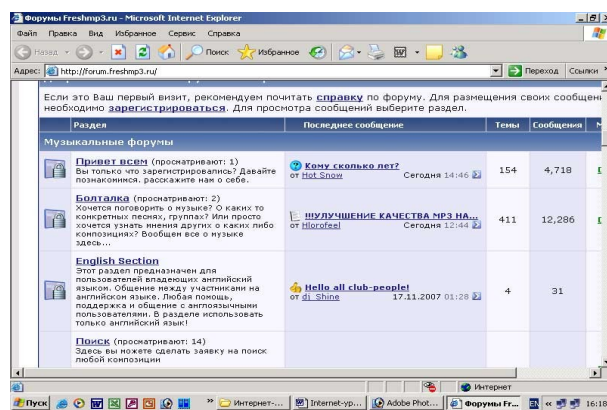 Форумы Freshmp3.ru - Microsoft Internet Explorer
Файл Правка Вид Избранное Сервис Справка
Назад Поиск Избранное
Адрес: http://forum.freshmp3.ru/ Переход Ссылки
Если это Ваш первый визит, рекомендуем почитать справку по форуму. Для размещения своих сообщен
необходимо зарегистрироваться. Для просмотра сообщений выберите раздел.
Раздел Последнее сообщение Темы Сообщения
Музыкальные форумы
Привет всем (просматривают: 1)
Вы только что зарегистрировались? Давайте
познакомимся. расскажите нам о себе.
Кому сколько лет?
от Hot Snow Сегодня 14:46
154 4,718
Болталка (просматривают: 2)
Хочется поговорить о музыке? О каких то
конкретных песнях, группах? Или просто
хочется узнать мнения других о каких либо
композициях? Вообщем все о музыке
здесь...
!!!УЛУЧШЕНИЕ КАЧЕСТВА MP3 НА...
от Hlorofeel Сегодня 12:44
411 12,286
English Section
Этот раздел предназначен для
пользователей владеющих английский
языком. Общение между участниками на
английском языке. Любая помощь,
поддержка и общение с англоязычными
пользователями. В разделе использовать
только английский язык!
Hello all club-people!
от dj_Shine 17.11.2007 01:28
4 31
Поиск (просматривают: 14)
Здесь вы можете сделать заявку на поиск
любой композиции
Интернет
Пуск Интернет-... Internet-ур... Adobe Phot... Форумы Fr... EN 16:18